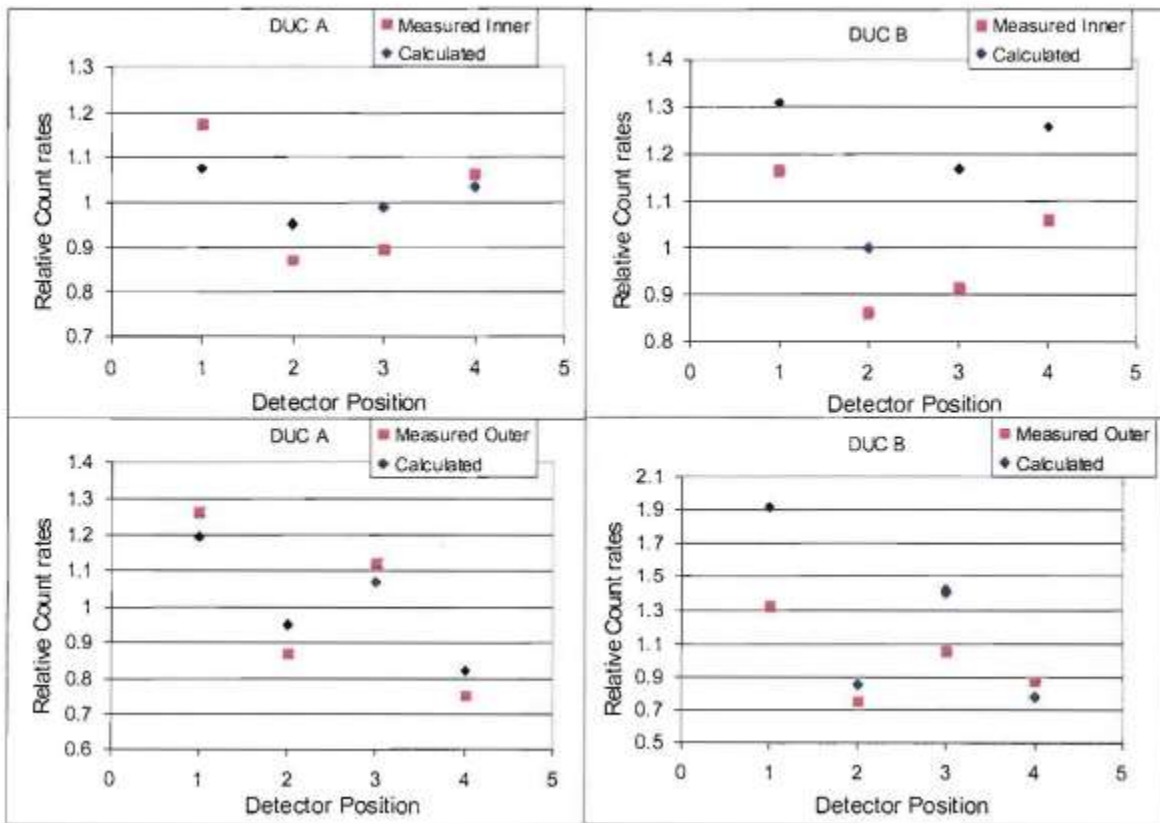 DUC A
Measured Inner
Calculated
1.3
1.2
1.1
1
0.9
0.8
0.7
Relative Count rates
0 1 2 3 4 5
Detector Position
DUC B
Measured Inner
Calculated
1.4
1.3
1.2
1.1
1
0.9
0.8
Relative Count rates
0 1 2 3 4 5
Detector Position
DUC A
Measured Outer
Calculated
1.4
1.3
1.2
1.1
1
0.9
0.8
0.7
0.6
Relative Count rates
0 1 2 3 4 5
Detector Position
DUC B
Measured Outer
Calculated
2.1
1.9
1.7
1.5
1.3
1.1
0.9
0.7
0.5
Relative Count rates
0 1 2 3 4 5
Detector Position